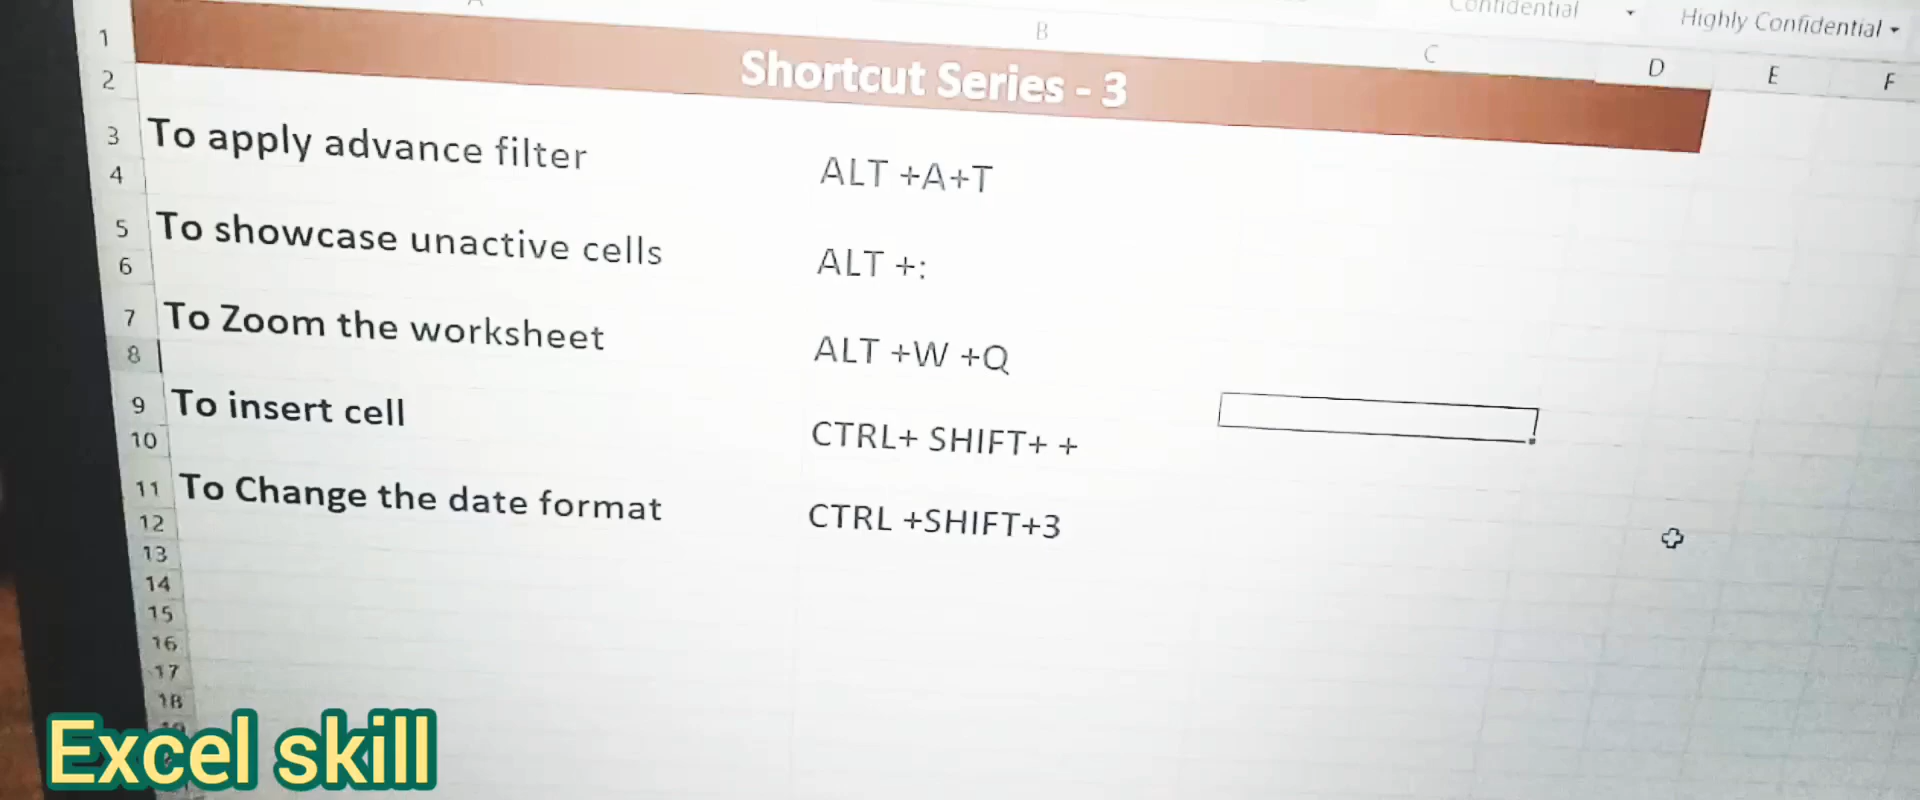 Confidential
Highly Confidential
B C D E F
1 Shortcut Series - 3
2
3 To apply advance filter ALT +A+T
4
5 To showcase unactive cells ALT +:
6
7 To Zoom the worksheet ALT +W +Q
8
9 To insert cell CTRL+ SHIFT+ +
10
11 To Change the date format CTRL +SHIFT+3
12
13
14
15
16
17
18
Excel skill